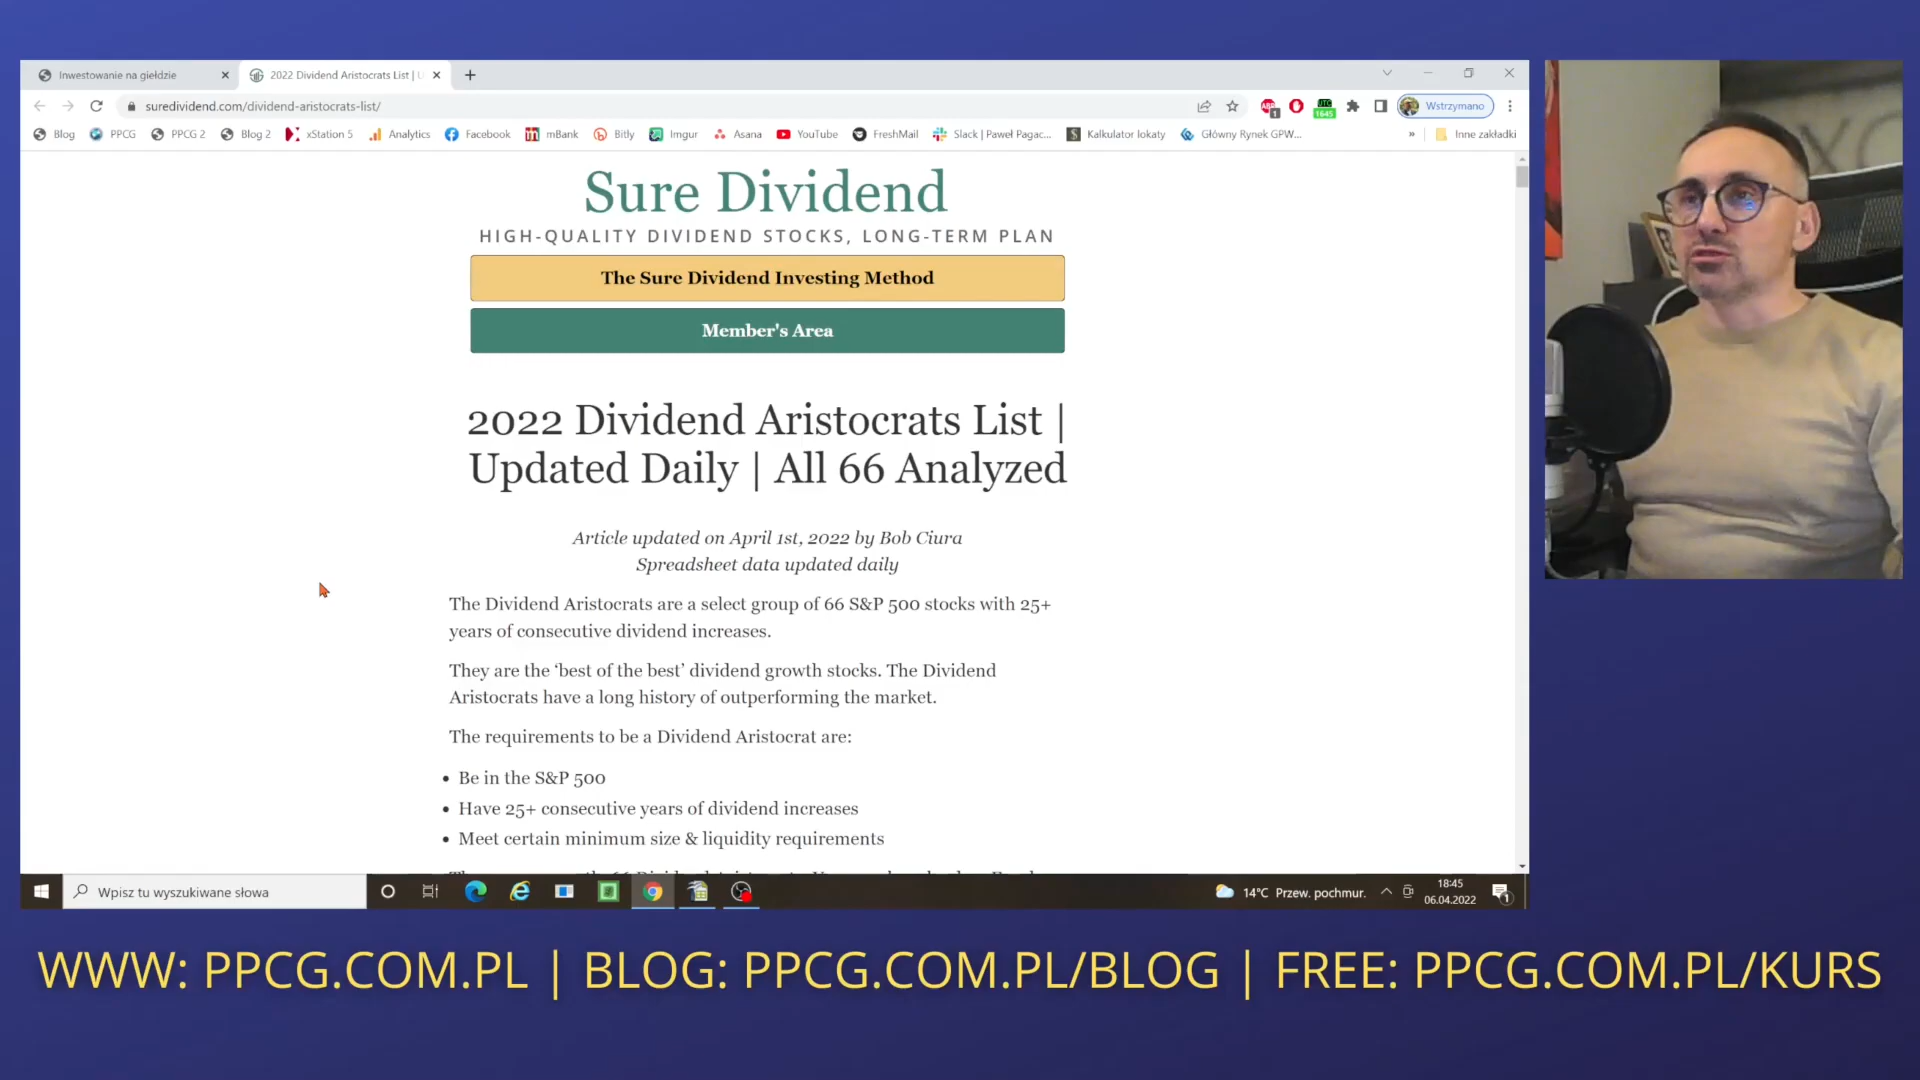 Inwestowanie na giełdzie
2022 Dividend Aristocrats List |
suredividend.com/dividend-aristocrats-list/
ABP
1
UTC
1645
Wstrzymano
Blog
PPCG
PPCG 2
Blog 2
xStation 5
Analytics
Facebook
mBank
Bitly
Imgur
Asana
YouTube
FreshMail
Slack | Paweł Pagac...
Kalkulator lokaty
Główny Rynek GPW...
»
Inne zakładki
Sure Dividend
HIGH-QUALITY DIVIDEND STOCKS, LONG-TERM PLAN
The Sure Dividend Investing Method
Member's Area
2022 Dividend Aristocrats List |
Updated Daily | All 66 Analyzed
Article updated on April 1st, 2022 by Bob Ciura
Spreadsheet data updated daily
The Dividend Aristocrats are a select group of 66 S&P 500 stocks with 25+
years of consecutive dividend increases.
They are the ‘best of the best’ dividend growth stocks. The Dividend
Aristocrats have a long history of outperforming the market.
The requirements to be a Dividend Aristocrat are:
• Be in the S&P 500
• Have 25+ consecutive years of dividend increases
• Meet certain minimum size & liquidity requirements
Wpisz tu wyszukiwane słowa
14°C Przew. pochmur.
18:45
06.04.2022
1
WWW: PPCG.COM.PL | BLOG: PPCG.COM.PL/BLOG | FREE: PPCG.COM.PL/KURS